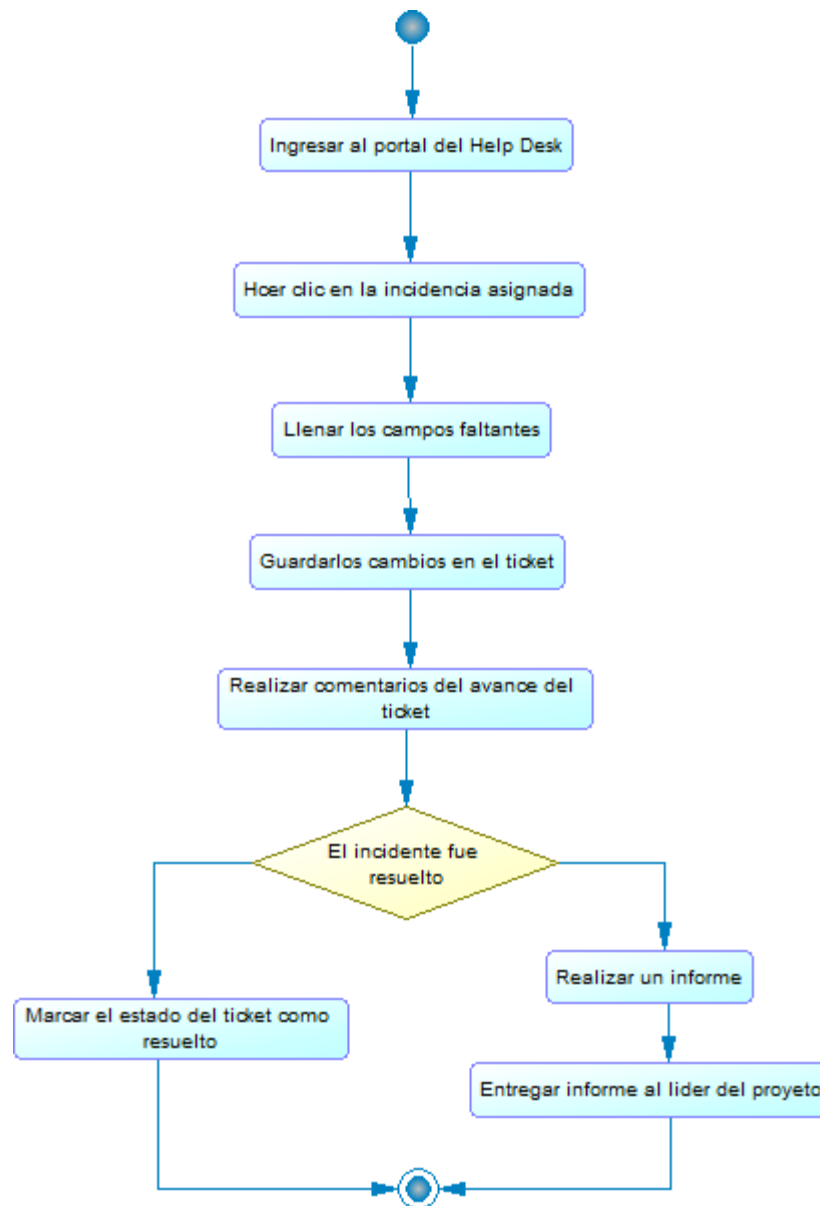 Ingresar al portal del Help Desk
Hcer clic en la incidencia asignada
Llenar los campos faltantes
Guardarlos cambios en el ticket
Realizar comentarios del avance del
ticket
El incidente fue
resuelto
Realizar un informe
Marcar el estado del ticket como
resuelto
Entregar informe al lider del proyeto